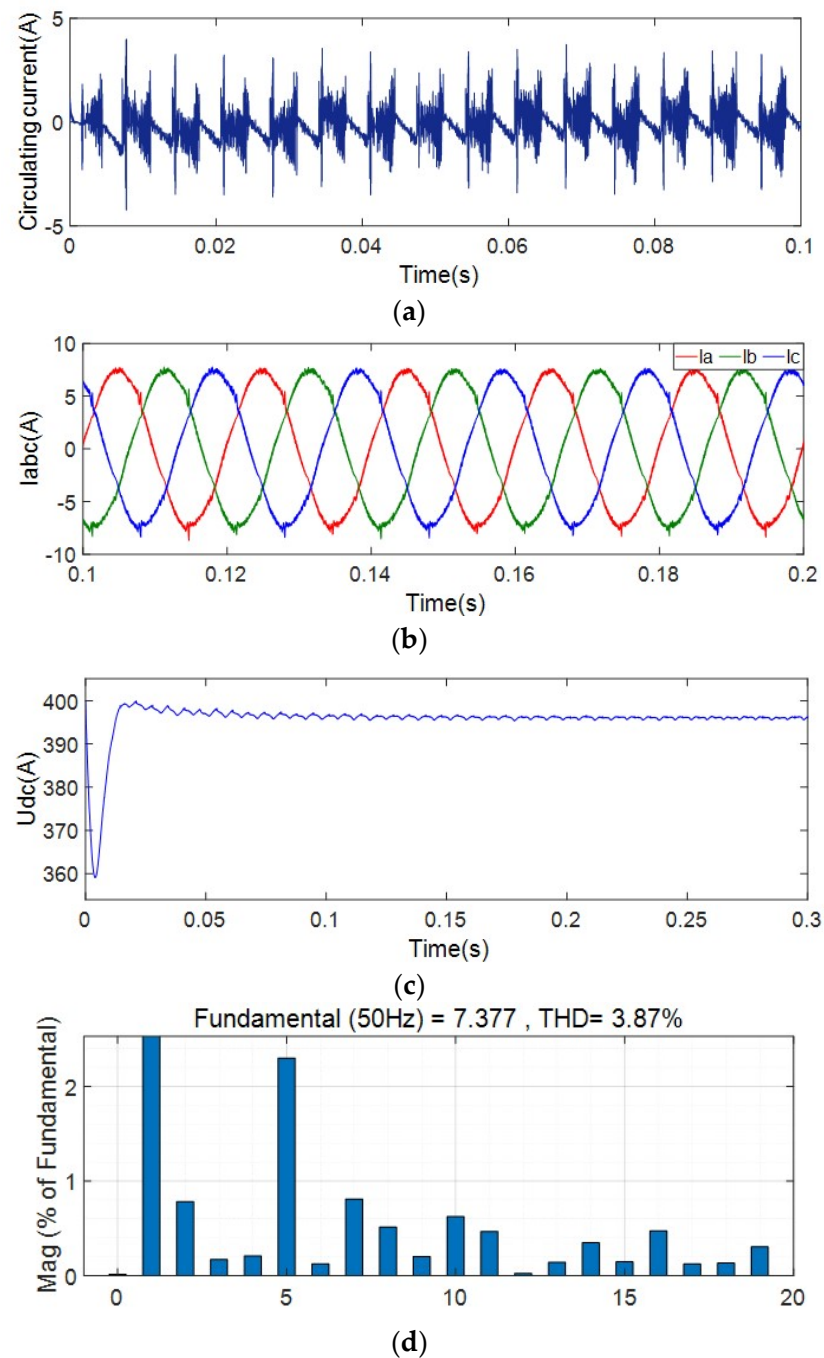 Circulating current(A)
5
0
-5
0 0.02 0.04 0.06 0.08 0.1
Time(s)
(a)
Iabc(A)
10
5
0
-5
-10
Ia Ib Ic
0.1 0.12 0.14 0.16 0.18 0.2
Time(s)
(b)
Udc(A)
400
390
380
370
360
0 0.05 0.1 0.15 0.2 0.25 0.3
Time(s)
(c)
Fundamental (50Hz) = 7.377 , THD= 3.87%
Mag (% of Fundamental)
2
1
0
0 5 10 15 20
(d)